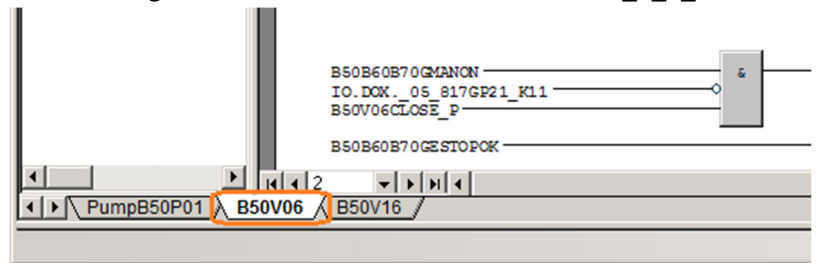 B50B60B70GMANON
&
IO.DOX._05_817GP21_K11
B50V06CLOSE_P
B50B60B70GESTOPOK
2
PumpB50P01 B50V06 B50V16